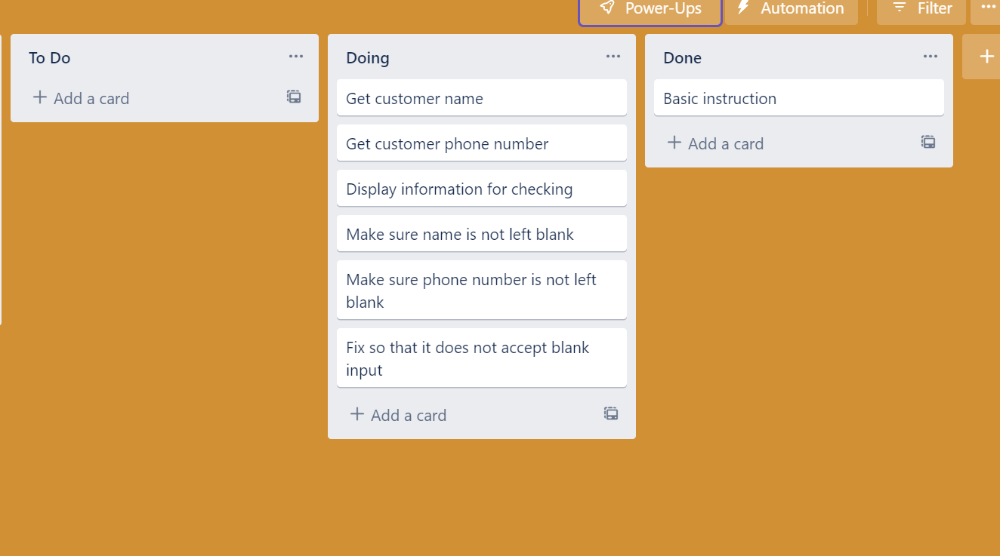 Power-Ups
Automation
Filter
To Do
Add a card
Doing
Get customer name
Get customer phone number
Display information for checking
Make sure name is not left blank
Make sure phone number is not left
blank
Fix so that it does not accept blank
input
Add a card
Done
Basic instruction
Add a card